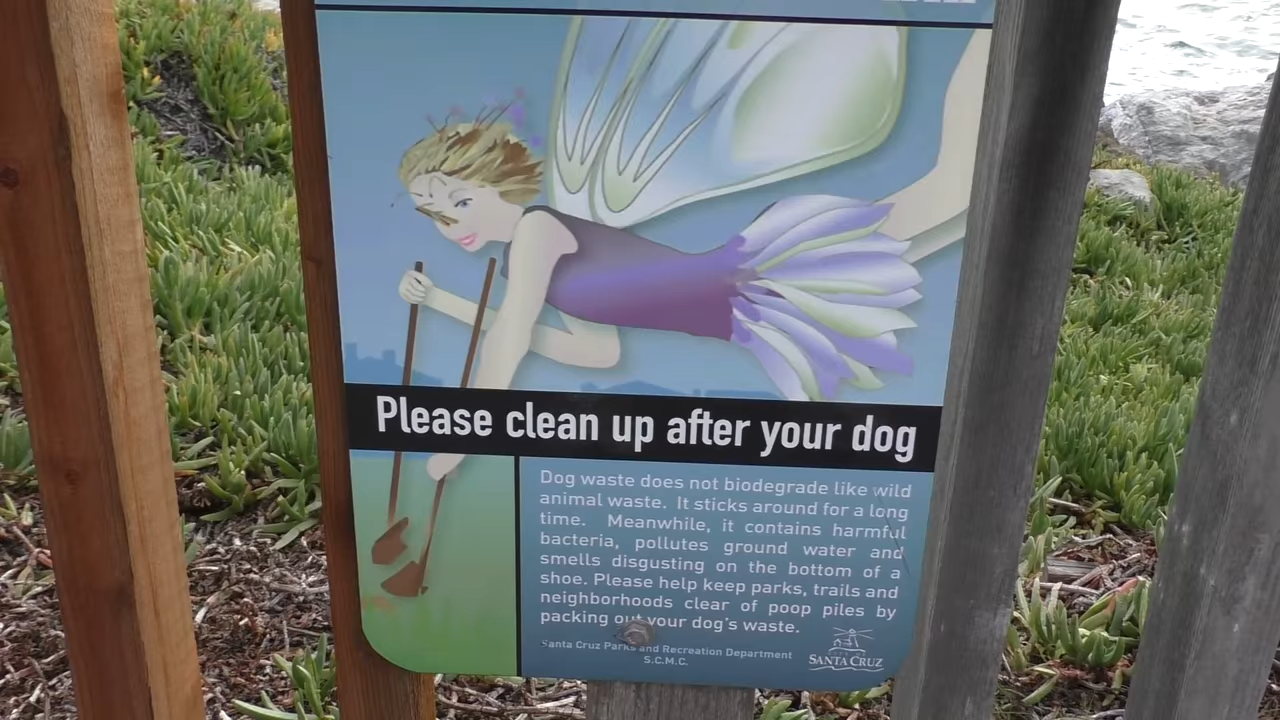 Please clean up after your dog
Dog waste does not biodegrade like wild
animal waste. It sticks around for a long
time. Meanwhile, it contains harmful
bacteria, pollutes ground water and
smells disgusting on the bottom of a
shoe. Please help keep parks, trails and
neighborhoods clear of poop piles by
packing out your dog's waste.
Santa Cruz Parks and Recreation Department
S.C.M.C.
SANTA CRUZ